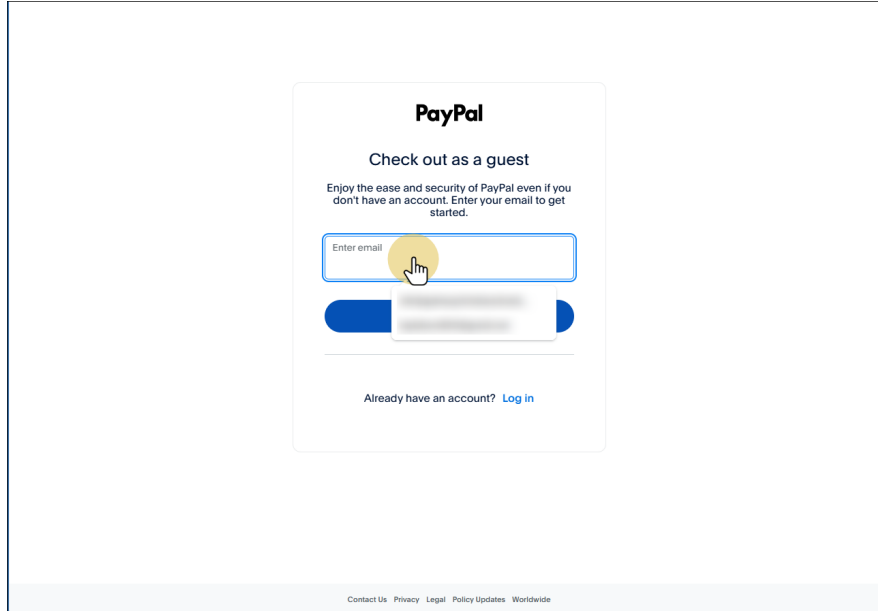 PayPal
Check out as a guest
Enjoy the ease and security of PayPal even if you
don't have an account. Enter your email to get
started.
Enter email
Already have an account? Log in
Contact Us Privacy Legal Policy Updates Worldwide